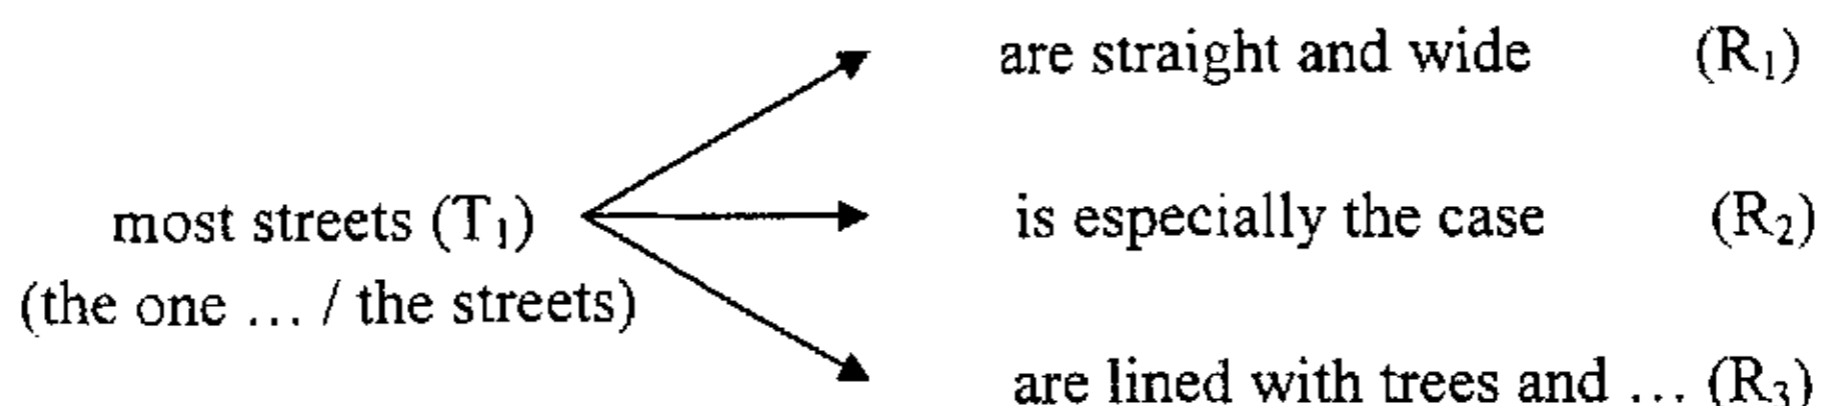 are straight and wide (R₁)
most streets (T₁) is especially the case (R₂)
(the one ... / the streets)
are lined with trees and ... (R₃)